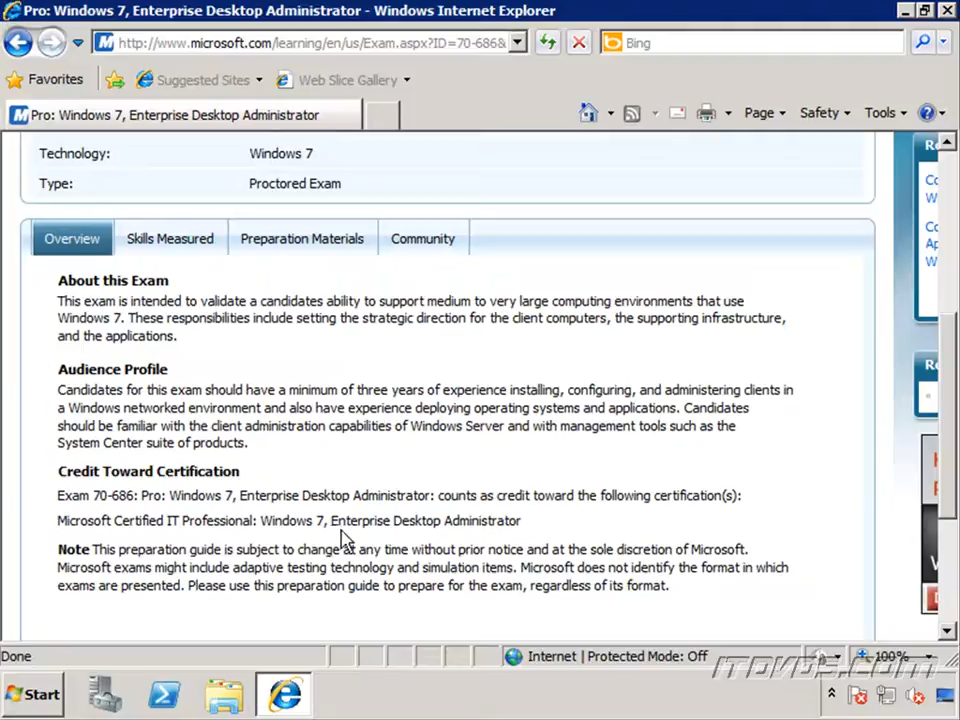 Pro: Windows 7, Enterprise Desktop Administrator - Windows Internet Explorer
http://www.microsoft.com/learning/en/us/Exam.aspx?ID=70-686&
Bing
Favorites
Suggested Sites
Web Slice Gallery
Pro: Windows 7, Enterprise Desktop Administrator
Page
Safety
Tools
Technology:
Windows 7
Type:
Proctored Exam
Overview
Skills Measured
Preparation Materials
Community
About this Exam
This exam is intended to validate a candidates ability to support medium to very large computing environments that use
Windows 7. These responsibilities include setting the strategic direction for the client computers, the supporting infrastructure,
and the applications.
Audience Profile
Candidates for this exam should have a minimum of three years of experience installing, configuring, and administering clients in
a Windows networked environment and also have experience deploying operating systems and applications. Candidates
should be familiar with the client administration capabilities of Windows Server and with management tools such as the
System Center suite of products.
Credit Toward Certification
Exam 70-686: Pro: Windows 7, Enterprise Desktop Administrator: counts as credit toward the following certification(s):
Microsoft Certified IT Professional: Windows 7, Enterprise Desktop Administrator
Note This preparation guide is subject to change at any time without prior notice and at the sole discretion of Microsoft.
Microsoft exams might include adaptive testing technology and simulation items. Microsoft does not identify the format in which
exams are presented. Please use this preparation guide to prepare for the exam, regardless of its format.
Done
Internet | Protected Mode: Off
100%
ITDVDS.COM
Start